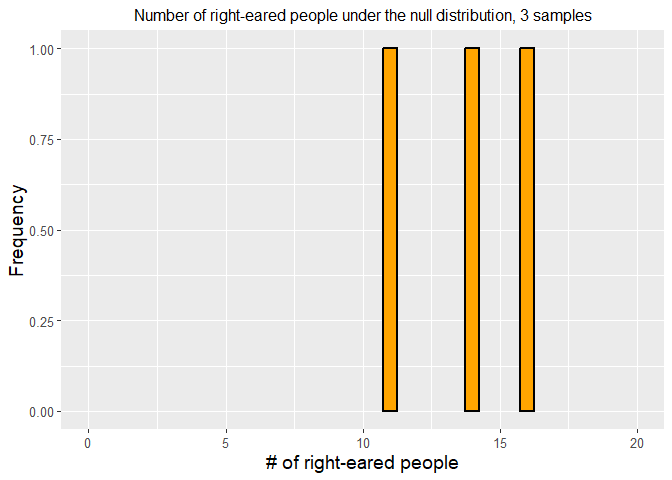 Number of right-eared people under the null distribution, 3 samples
1.00
0.75
0.50
0.25
0.00
Frequency
0 5 10 15 20
# of right-eared people